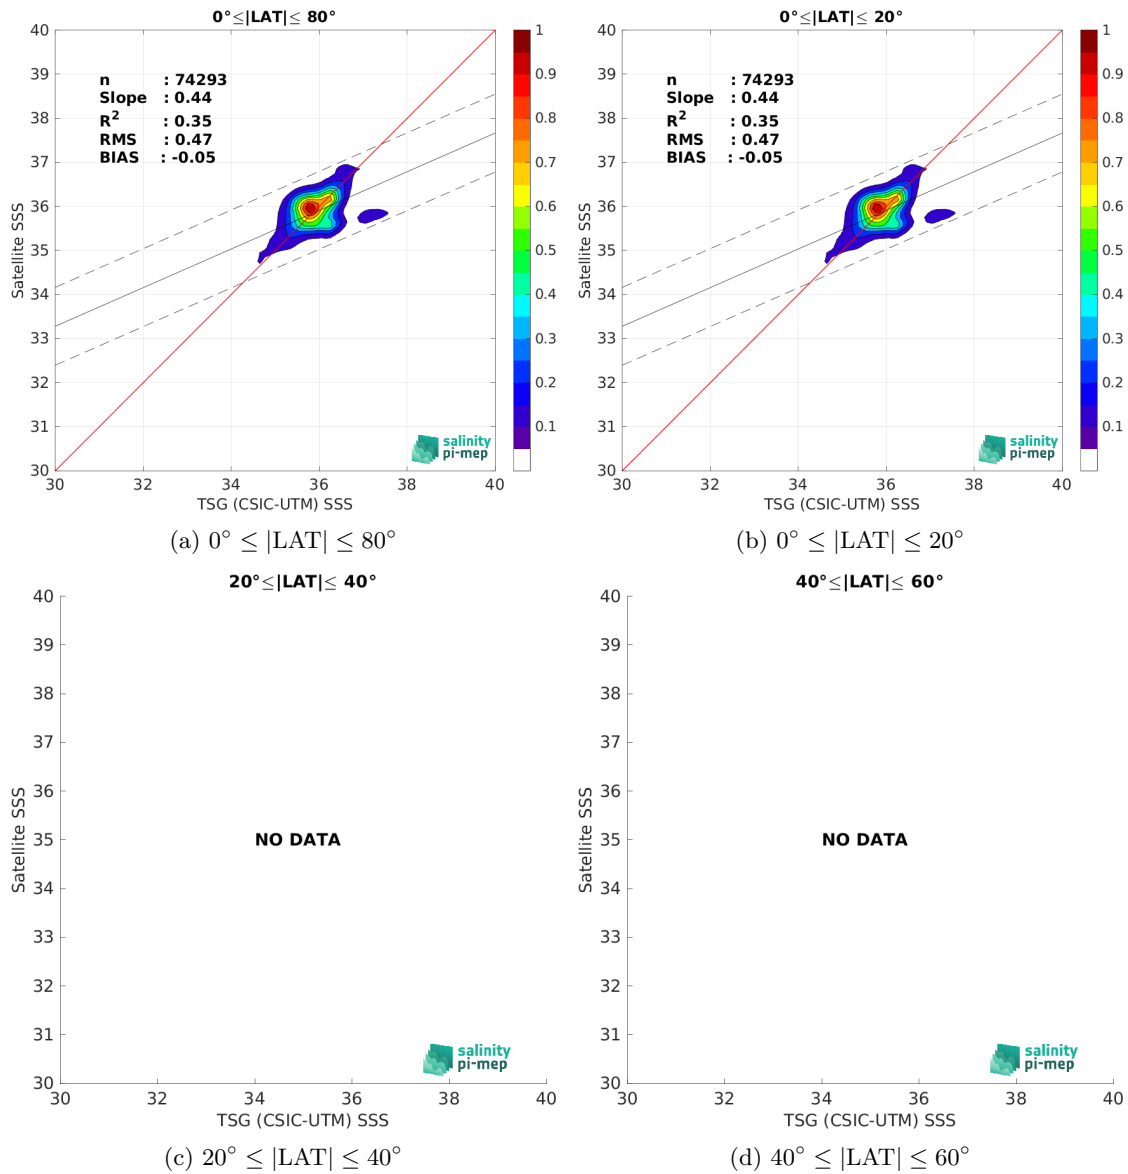 0°≤|LAT|≤ 80°
40
39
38
37
36
35
34
33
32
31
30
n : 74293
Slope : 0.44
R² : 0.35
RMS : 0.47
BIAS : -0.05
Satellite SSS
30 32 34 36 38 40
TSG (CSIC-UTM) SSS
salinity
pi-mep
1
0.9
0.8
0.7
0.6
0.5
0.4
0.3
0.2
0.1
(a) 0° ≤ |LAT| ≤ 80°
0°≤|LAT|≤ 20°
40
39
38
37
36
35
34
33
32
31
30
n : 74293
Slope : 0.44
R² : 0.35
RMS : 0.47
BIAS : -0.05
Satellite SSS
30 32 34 36 38 40
TSG (CSIC-UTM) SSS
salinity
pi-mep
1
0.9
0.8
0.7
0.6
0.5
0.4
0.3
0.2
0.1
(b) 0° ≤ |LAT| ≤ 20°
20°≤|LAT|≤ 40°
40
39
38
37
36
35
34
33
32
31
30
Satellite SSS
NO DATA
salinity
pi-mep
30 32 34 36 38 40
TSG (CSIC-UTM) SSS
(c) 20° ≤ |LAT| ≤ 40°
40°≤|LAT|≤ 60°
40
39
38
37
36
35
34
33
32
31
30
Satellite SSS
NO DATA
salinity
pi-mep
30 32 34 36 38 40
TSG (CSIC-UTM) SSS
(d) 40° ≤ |LAT| ≤ 60°